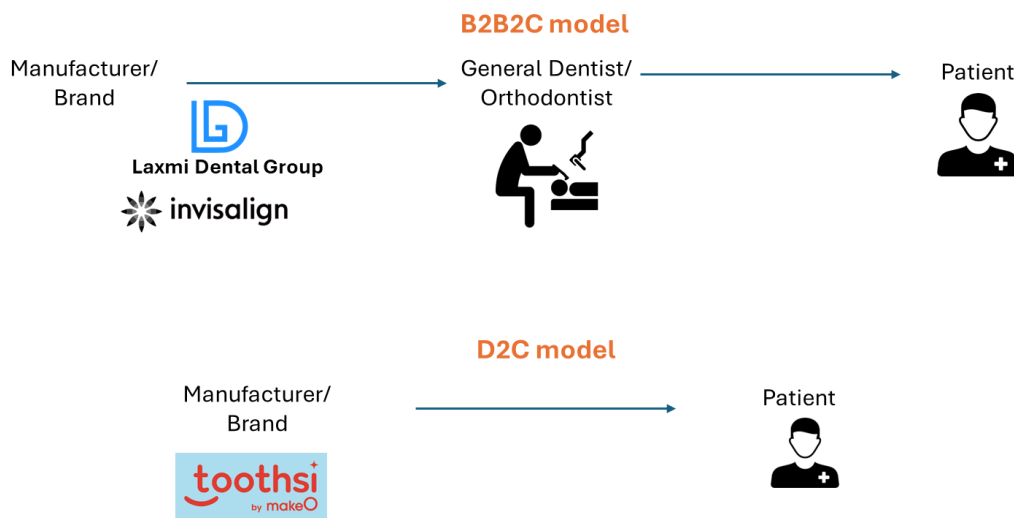 B2B2C model
Manufacturer/
Brand
General Dentist/
Orthodontist
Patient
Laxmi Dental Group
invisalign
D2C model
Manufacturer/
Brand
Patient
toothsi
by makeO